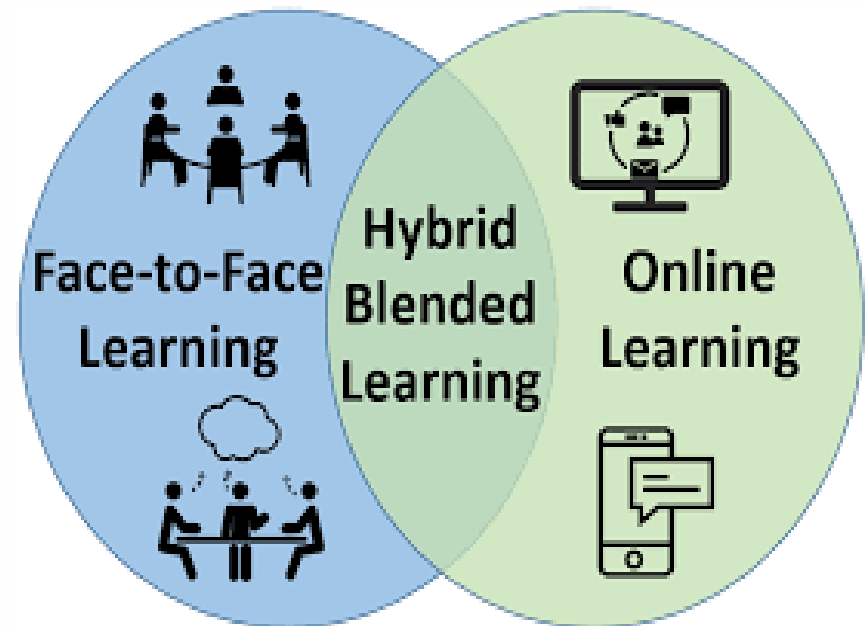 Face-to-Face
Learning
Hybrid
Blended
Learning
Online
Learning